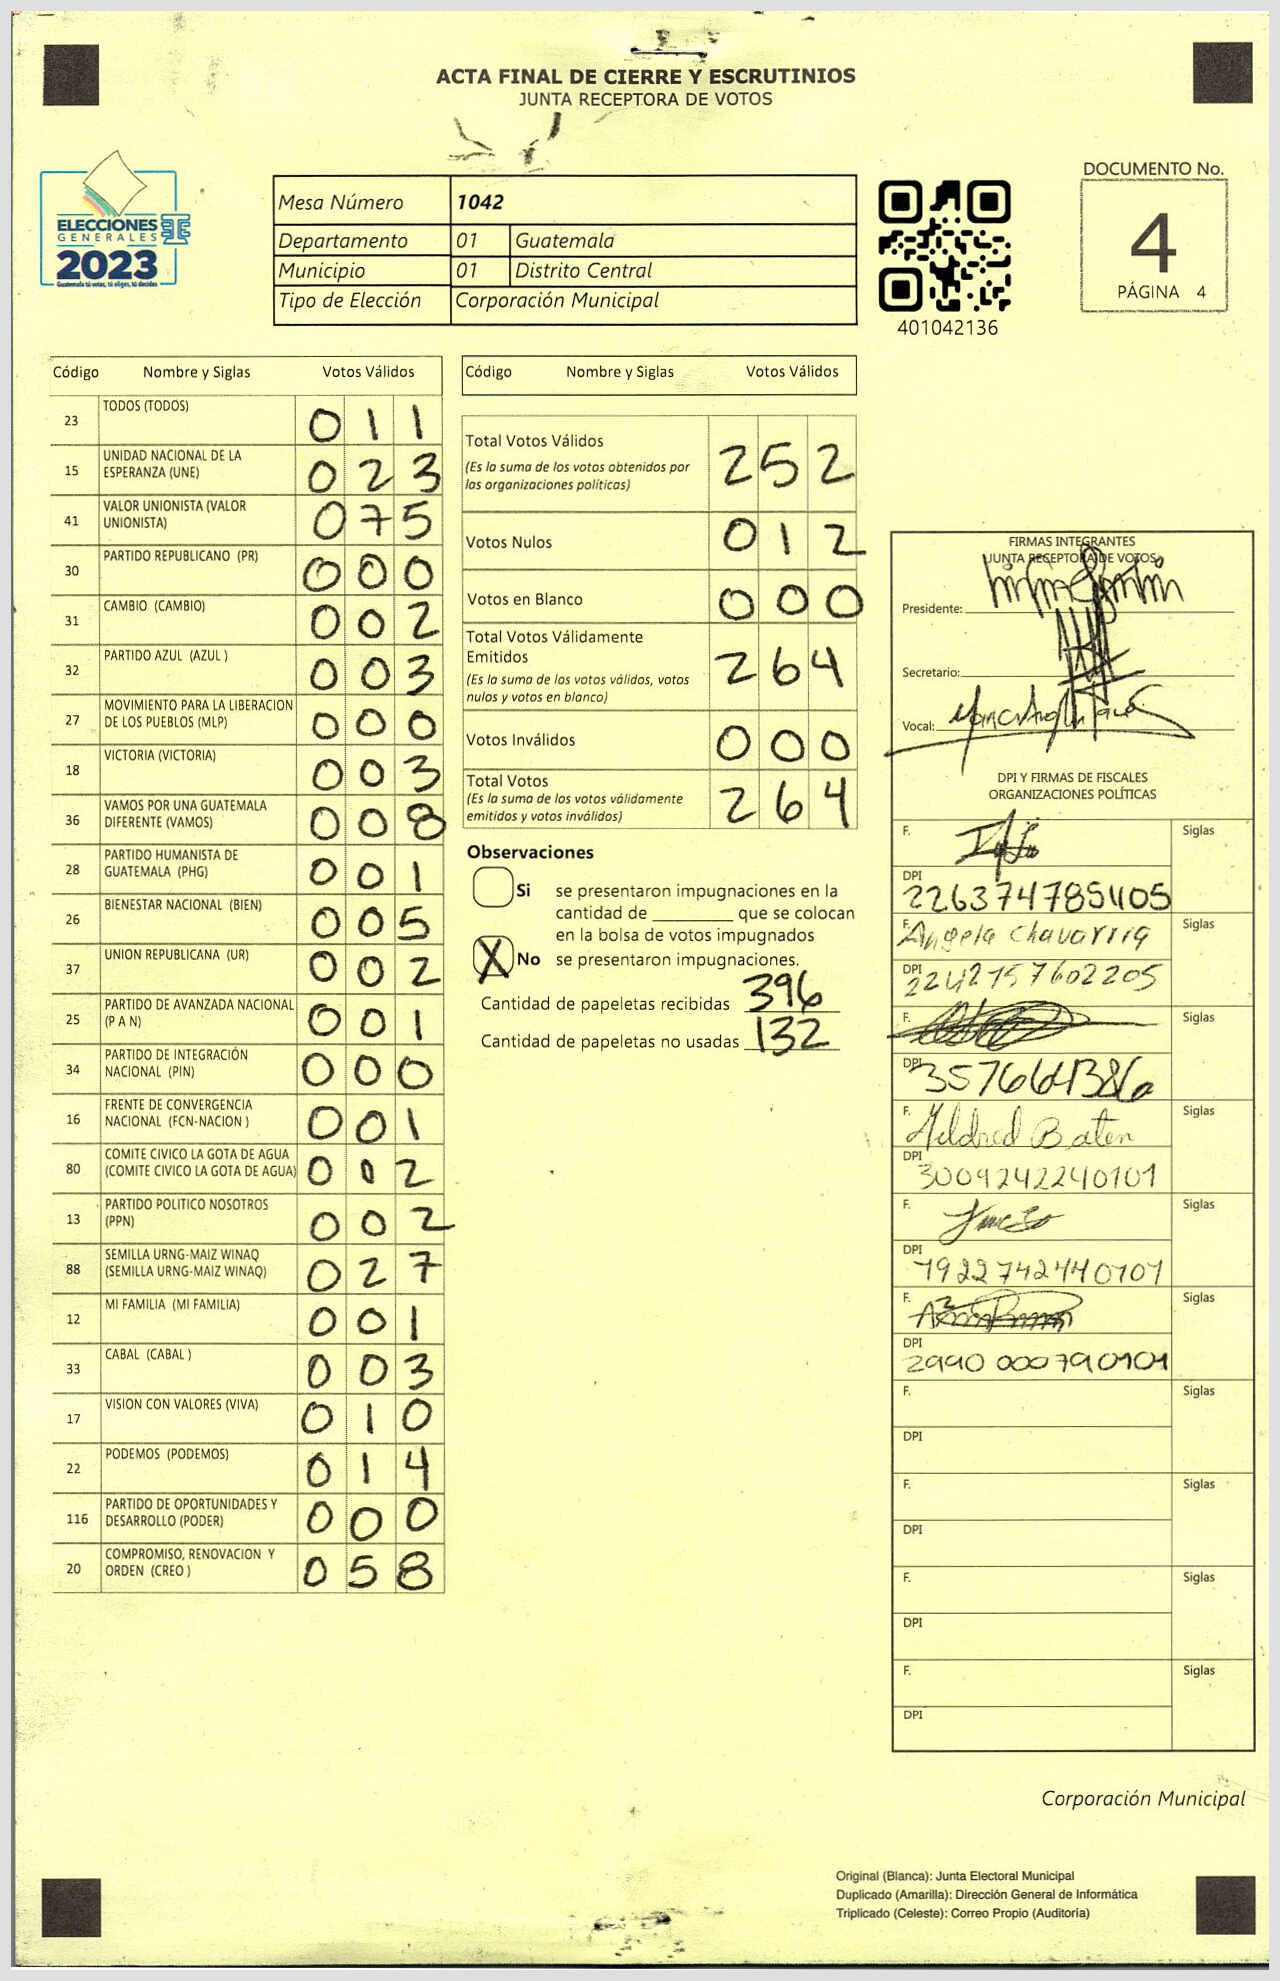 ACTA FINAL DE CIERRE Y ESCRUTINIOS
JUNTA RECEPTORA DE VOTOS
ELECCIONES
GENERALES
2023
Guatemala tú votas, tú eliges, tú decides
Mesa Número 1042
Departamento 01 Guatemala
Municipio 01 Distrito Central
Tipo de Elección Corporación Municipal
401042136
DOCUMENTO No.
4
PÁGINA 4
Código Nombre y Siglas Votos Válidos
23 TODOS (TODOS) 011
15 UNIDAD NACIONAL DE LA
ESPERANZA (UNE) 023
41 VALOR UNIONISTA (VALOR
UNIONISTA) 075
30 PARTIDO REPUBLICANO (PR) 000
31 CAMBIO (CAMBIO) 002
32 PARTIDO AZUL (AZUL ) 003
27 MOVIMIENTO PARA LA LIBERACION
DE LOS PUEBLOS (MLP) 000
18 VICTORIA (VICTORIA) 003
36 VAMOS POR UNA GUATEMALA
DIFERENTE (VAMOS) 008
28 PARTIDO HUMANISTA DE
GUATEMALA (PHG) 001
26 BIENESTAR NACIONAL (BIEN) 005
37 UNION REPUBLICANA (UR) 002
25 PARTIDO DE AVANZADA NACIONAL
(P A N) 001
34 PARTIDO DE INTEGRACIÓN
NACIONAL (PIN) 000
16 FRENTE DE CONVERGENCIA
NACIONAL (FCN-NACION ) 001
80 COMITE CIVICO LA GOTA DE AGUA
(COMITE CIVICO LA GOTA DE AGUA) 002
13 PARTIDO POLITICO NOSOTROS
(PPN) 002
88 SEMILLA URNG-MAIZ WINAQ
(SEMILLA URNG-MAIZ WINAQ) 027
12 MI FAMILIA (MI FAMILIA) 001
33 CABAL (CABAL ) 003
17 VISION CON VALORES (VIVA) 010
22 PODEMOS (PODEMOS) 014
116 PARTIDO DE OPORTUNIDADES Y
DESARROLLO (PODER) 000
20 COMPROMISO, RENOVACION Y
ORDEN (CREO ) 058
Código Nombre y Siglas Votos Válidos
Total Votos Válidos 252
(Es la suma de los votos obtenidos por
las organizaciones políticas)
Votos Nulos 012
Votos en Blanco 000
Total Votos Válidamente
Emitidos 264
(Es la suma de los votos válidos, votos
nulos y votos en blanco)
Votos Inválidos 000
Total Votos 264
(Es la suma de los votos válidamente
emitidos y votos inválidos)
Observaciones
Si se presentaron impugnaciones en la
cantidad de ________ que se colocan
en la bolsa de votos impugnados
X No se presentaron impugnaciones.
Cantidad de papeletas recibidas 396
Cantidad de papeletas no usadas 132
FIRMAS INTEGRANTES
JUNTA RECEPTORA DE VOTOS
Presidente:
Secretario:
Vocal:
DPI Y FIRMAS DE FISCALES
ORGANIZACIONES POLÍTICAS
F. Siglas
DPI
F. Angela Chavarria Siglas
DPI 2242157602205
F. Siglas
DPI
F. Mildred Baten Siglas
DPI 3009242240101
F. Siglas
DPI 1922742440101
F. Siglas
DPI 2990 000790101
F. Siglas
DPI
F. Siglas
DPI
F. Siglas
DPI
F. Siglas
DPI
Corporación Municipal
Original (Blanca): Junta Electoral Municipal
Duplicado (Amarilla): Dirección General de Informática
Triplicado (Celeste): Correo Propio (Auditoría)